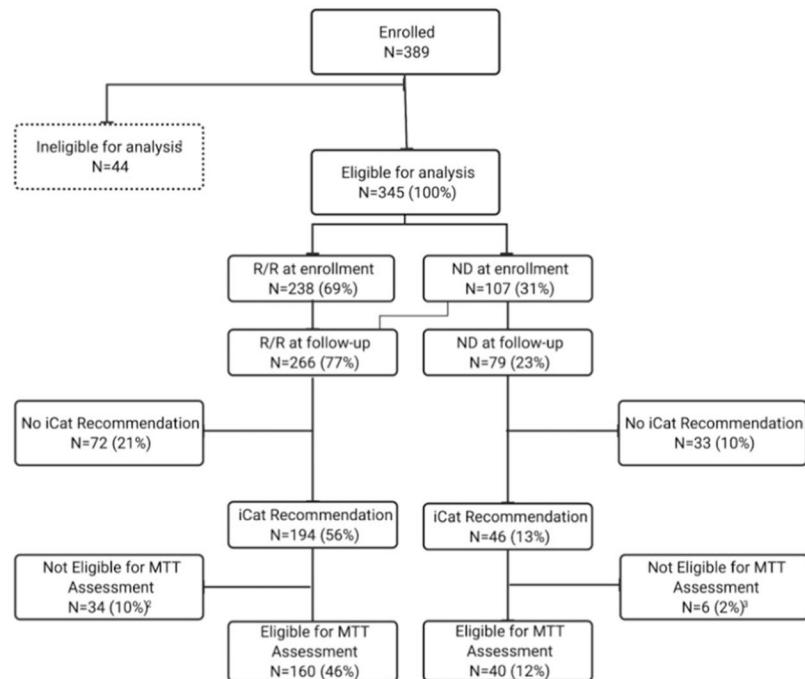 Enrolled
N=389
Ineligible for analysis¹
N=44
Eligible for analysis
N=345 (100%)
R/R at enrollment
N=238 (69%)
ND at enrollment
N=107 (31%)
R/R at follow-up
N=266 (77%)
ND at follow-up
N=79 (23%)
No iCat Recommendation
N=72 (21%)
No iCat Recommendation
N=33 (10%)
iCat Recommendation
N=194 (56%)
iCat Recommendation
N=46 (13%)
Not Eligible for MTT
Assessment
N=34 (10%)²
Not Eligible for MTT
Assessment
N=6 (2%)³
Eligible for MTT
Assessment
N=160 (46%)
Eligible for MTT
Assessment
N=40 (12%)